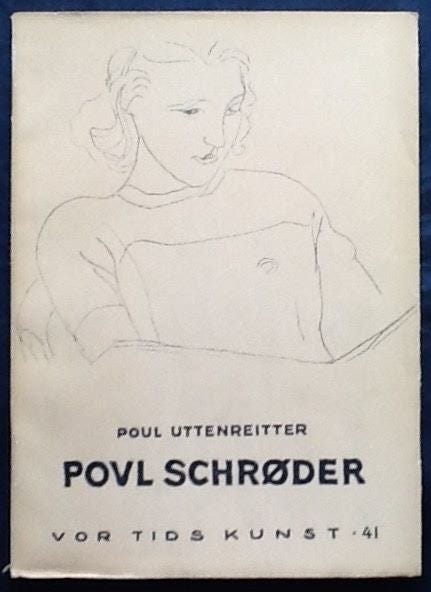 POUL UTTENREITTER
POVL SCHRØDER
VOR TIDS KUNST · 41